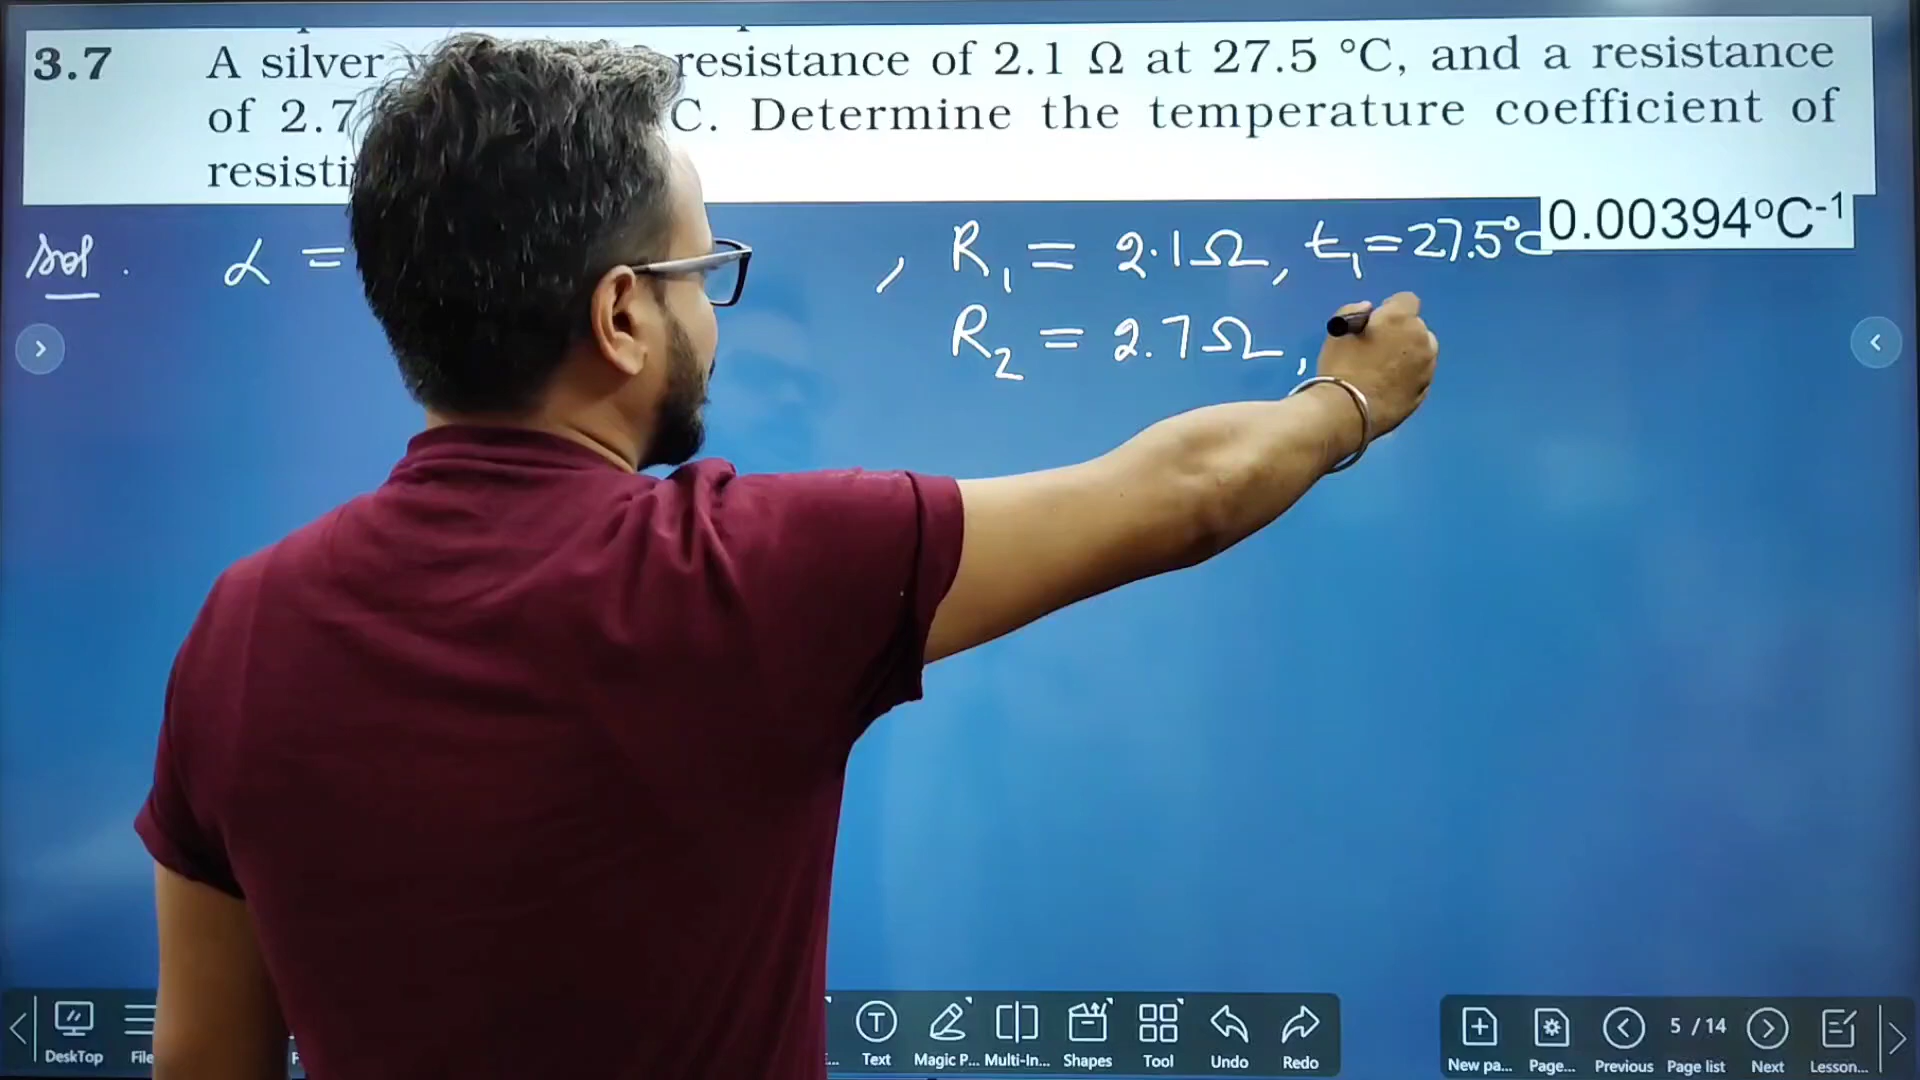 3.7 A silver resistance of 2.1 Ω at 27.5 °C, and a resistance
of 2.7 C. Determine the temperature coefficient of
resisti
0.00394°C⁻¹
Sol. α = , R₁ = 2.1Ω, t₁ = 27.5°C
R₂ = 2.7Ω,
DeskTop File Text Magic P... Multi-In... Shapes Tool Undo Redo New pa... Page... Previous 5 / 14 Page list Next Lesson...